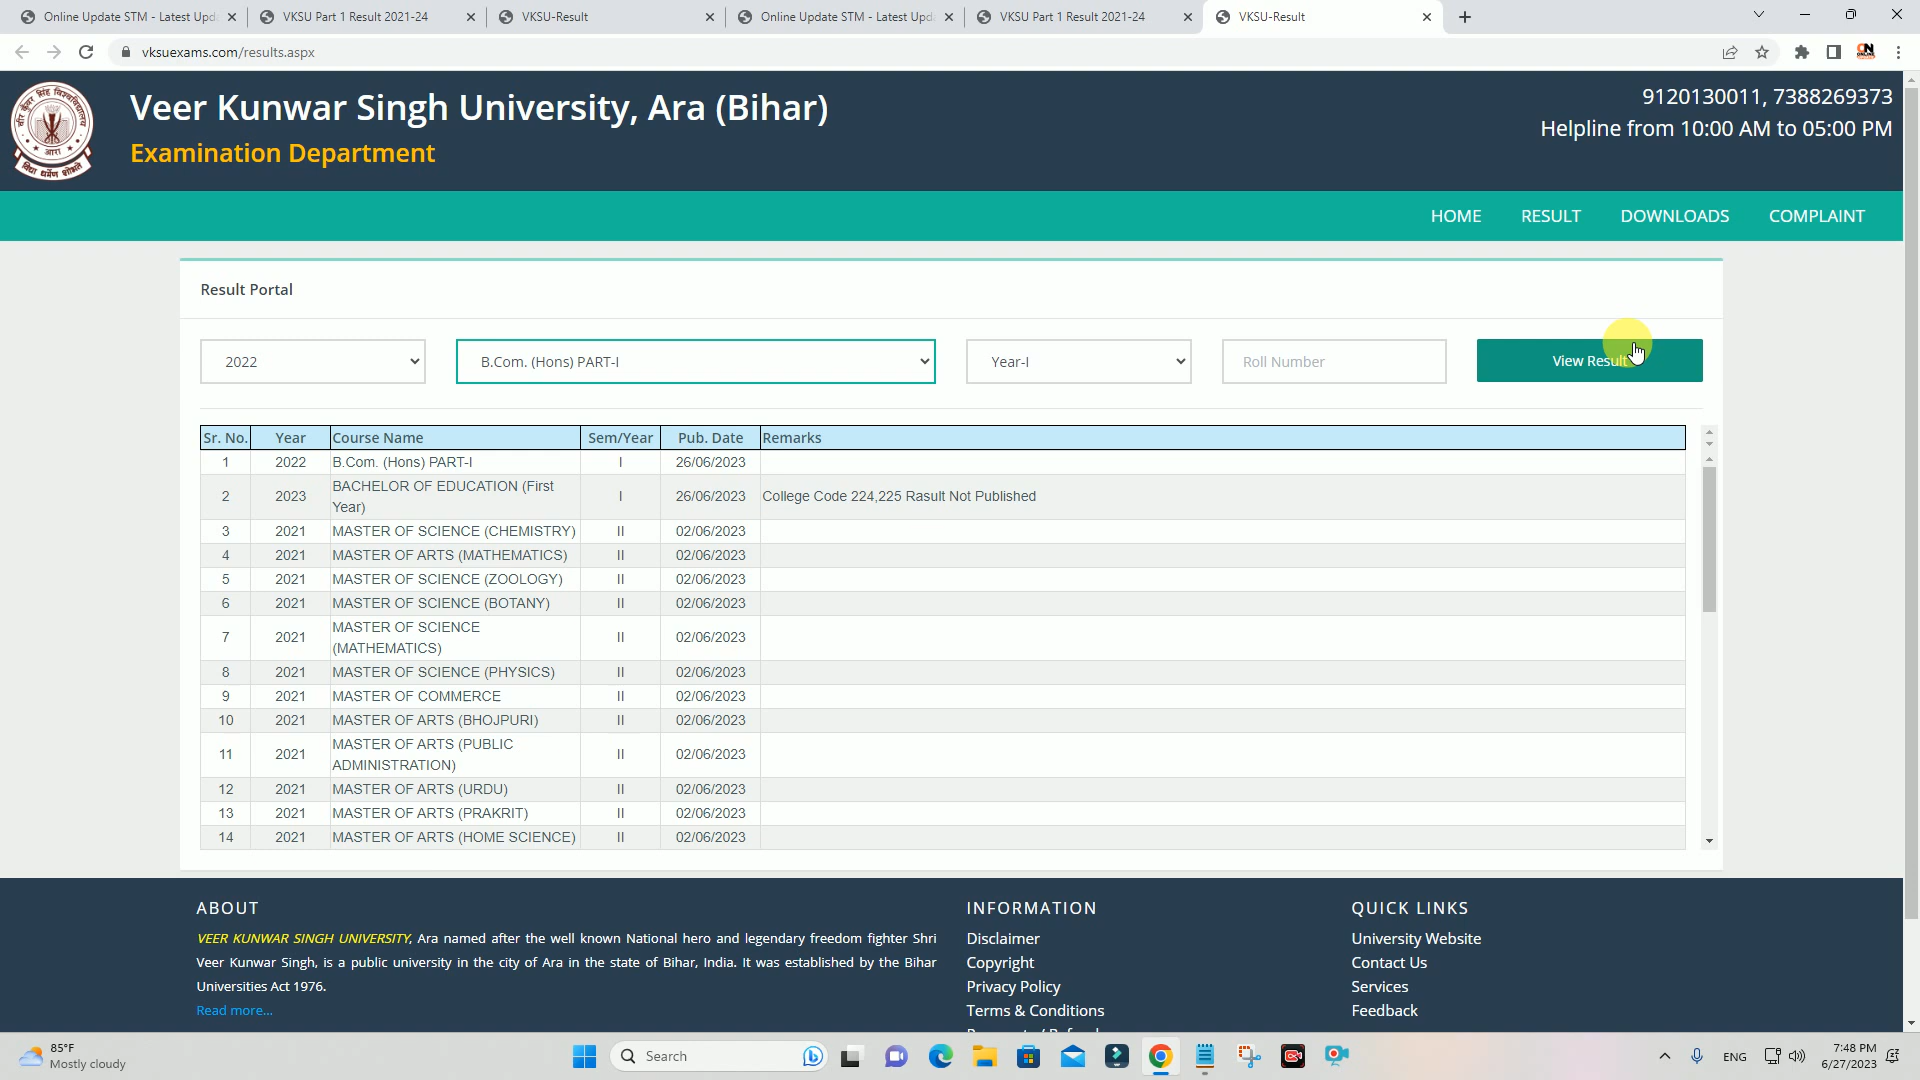 Online Update STM - Latest Upda
VKSU Part 1 Result 2021-24
VKSU-Result
Online Update STM - Latest Upda
VKSU Part 1 Result 2021-24
VKSU-Result
vksuexams.com/results.aspx
Veer Kunwar Singh University, Ara (Bihar)
Examination Department
9120130011, 7388269373
Helpline from 10:00 AM to 05:00 PM
HOME RESULT DOWNLOADS COMPLAINT
Result Portal
2022 B.Com. (Hons) PART-I Year-I Roll Number View Result
Sr. No. Year Course Name Sem/Year Pub. Date Remarks
1 2022 B.Com. (Hons) PART-I I 26/06/2023
2 2023 BACHELOR OF EDUCATION (First Year) I 26/06/2023 College Code 224,225 Rasult Not Published
3 2021 MASTER OF SCIENCE (CHEMISTRY) II 02/06/2023
4 2021 MASTER OF ARTS (MATHEMATICS) II 02/06/2023
5 2021 MASTER OF SCIENCE (ZOOLOGY) II 02/06/2023
6 2021 MASTER OF SCIENCE (BOTANY) II 02/06/2023
7 2021 MASTER OF SCIENCE (MATHEMATICS) II 02/06/2023
8 2021 MASTER OF SCIENCE (PHYSICS) II 02/06/2023
9 2021 MASTER OF COMMERCE II 02/06/2023
10 2021 MASTER OF ARTS (BHOJPURI) II 02/06/2023
11 2021 MASTER OF ARTS (PUBLIC ADMINISTRATION) II 02/06/2023
12 2021 MASTER OF ARTS (URDU) II 02/06/2023
13 2021 MASTER OF ARTS (PRAKRIT) II 02/06/2023
14 2021 MASTER OF ARTS (HOME SCIENCE) II 02/06/2023
ABOUT
VEER KUNWAR SINGH UNIVERSITY, Ara named after the well known National hero and legendary freedom fighter Shri
Veer Kunwar Singh, is a public university in the city of Ara in the state of Bihar, India. It was established by the Bihar
Universities Act 1976.
Read more...
INFORMATION
Disclaimer
Copyright
Privacy Policy
Terms & Conditions
QUICK LINKS
University Website
Contact Us
Services
Feedback
85°F
Mostly cloudy
Search
ENG
7:48 PM
6/27/2023